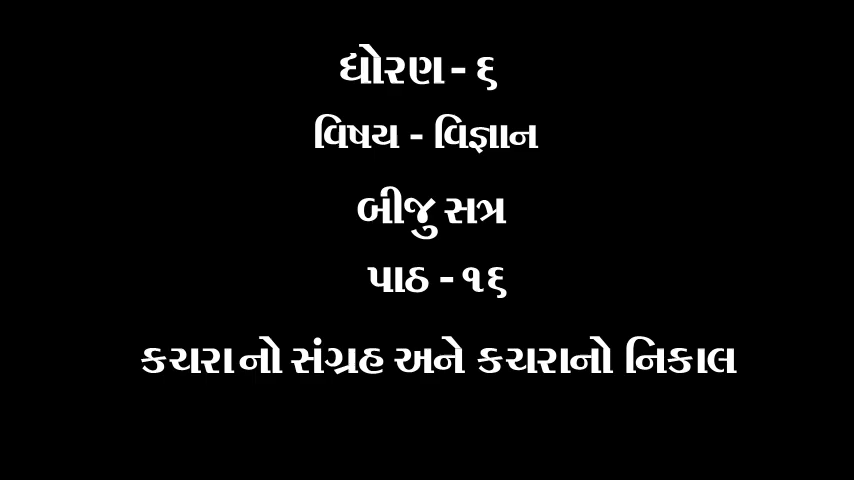 ધોરણ - ૬
વિષય - વિજ્ઞાન
બીજુ સત્ર
પાઠ - ૧૬
કચરાનો સંગ્રહ અને કચરાનો નિકાલ